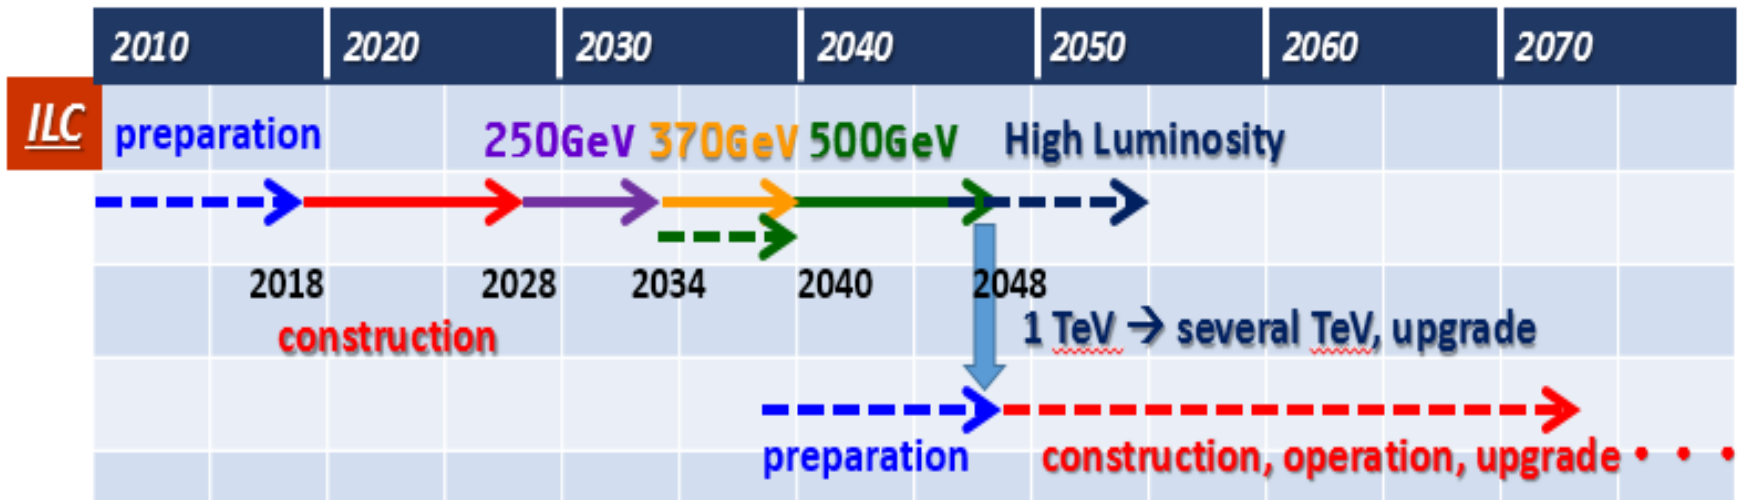 2010 2020 2030 2040 2050 2060 2070
ILC
preparation 250GeV 370GeV 500GeV High Luminosity
2018 2028 2034 2040 2048
construction
1 TeV → several TeV, upgrade
preparation
construction, operation, upgrade・・・